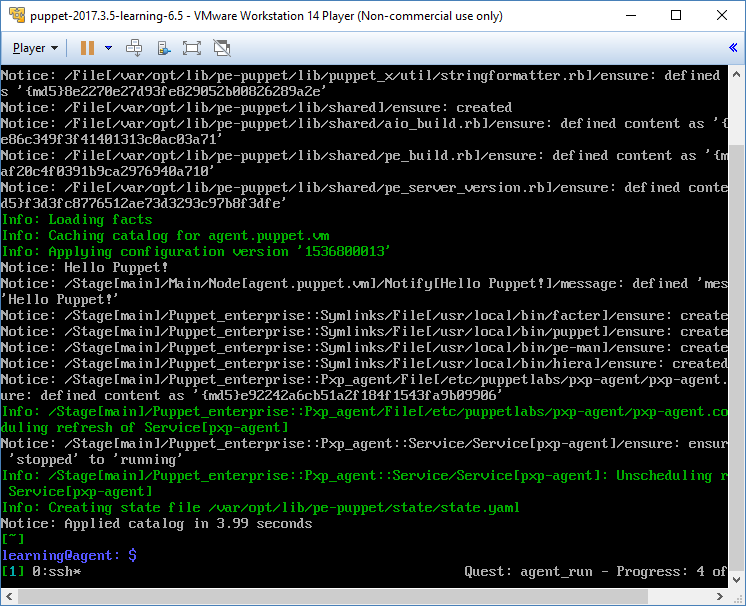 puppet-2017.3.5-learning-6.5 - VMware Workstation 14 Player (Non-commercial use only)
Player
Notice: /File[/var/opt/lib/pe-puppet/lib/puppet_x/util/stringformatter.rb]/ensure: defined
s '{md5}8e2270e27d93fe829052b00826289a2e'
Notice: /File[/var/opt/lib/pe-puppet/lib/shared]/ensure: created
Notice: /File[/var/opt/lib/pe-puppet/lib/shared/aio_build.rb]/ensure: defined content as '{
e86c349f3f41401313c0ac03a71'
Notice: /File[/var/opt/lib/pe-puppet/lib/shared/pe_build.rb]/ensure: defined content as '{m
af20c4f0391b9ca2976940a710'
Notice: /File[/var/opt/lib/pe-puppet/lib/shared/pe_server_version.rb]/ensure: defined conte
d5}f3d3fc8776512ae73d3293c97b8f3dfe'
Info: Loading facts
Info: Caching catalog for agent.puppet.vm
Info: Applying configuration version '1536800013'
Notice: Hello Puppet!
Notice: /Stage[main]/Main/Node[agent.puppet.vm]/Notify[Hello Puppet!]/message: defined 'mes
'Hello Puppet!'
Notice: /Stage[main]/Puppet_enterprise::Symlinks/File[/usr/local/bin/facter]/ensure: create
Notice: /Stage[main]/Puppet_enterprise::Symlinks/File[/usr/local/bin/puppet]/ensure: create
Notice: /Stage[main]/Puppet_enterprise::Symlinks/File[/usr/local/bin/pe-man]/ensure: create
Notice: /Stage[main]/Puppet_enterprise::Symlinks/File[/usr/local/bin/hiera]/ensure: created
Notice: /Stage[main]/Puppet_enterprise::Pxp_agent/File[/etc/puppetlabs/pxp-agent/pxp-agent.
ure: defined content as '{md5}e92242a6cb51a2f184f1543fa9b09906'
Info: /Stage[main]/Puppet_enterprise::Pxp_agent/File[/etc/puppetlabs/pxp-agent/pxp-agent.co
duling refresh of Service[pxp-agent]
Notice: /Stage[main]/Puppet_enterprise::Pxp_agent::Service/Service[pxp-agent]/ensure: ensur
'stopped' to 'running'
Info: /Stage[main]/Puppet_enterprise::Pxp_agent::Service/Service[pxp-agent]: Unscheduling r
Service[pxp-agent]
Info: Creating state file /var/opt/lib/pe-puppet/state/state.yaml
Notice: Applied catalog in 3.99 seconds
[~]
learning@agent: $
[1] 0:ssh* Quest: agent_run - Progress: 4 of